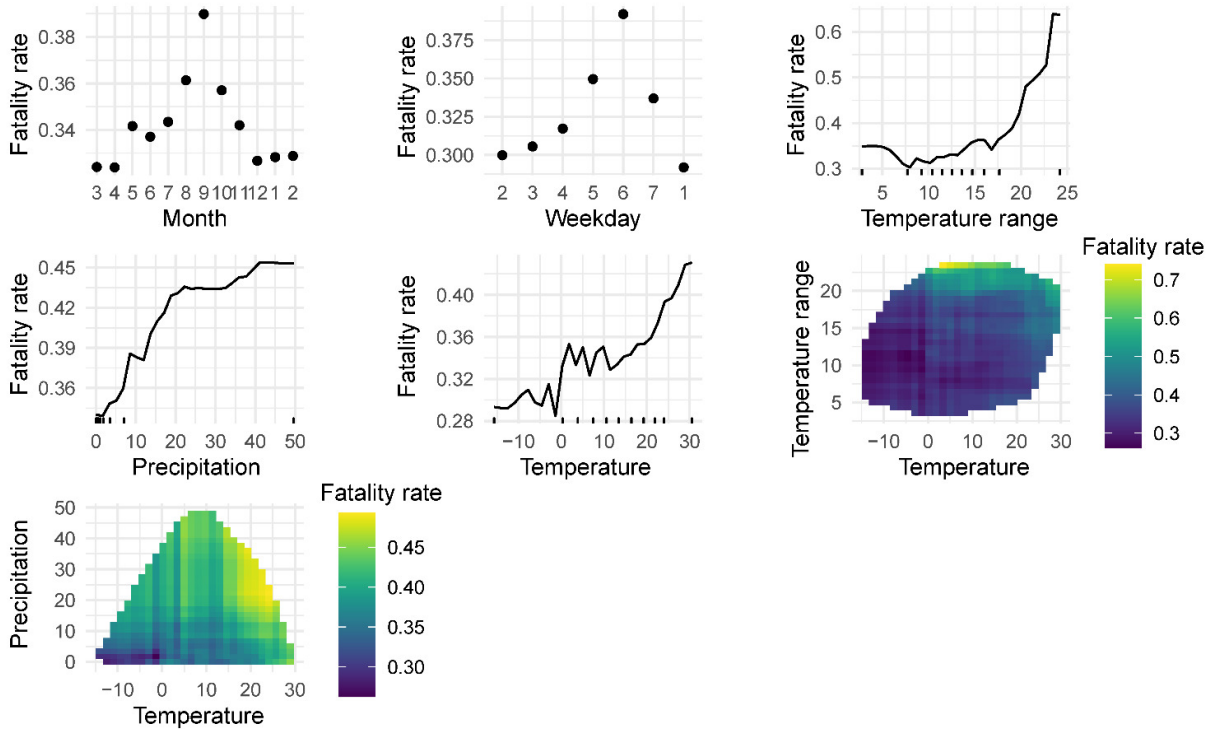 Fatality rate
0.38
0.36
0.34
3 4 5 6 7 8 9 10 11 12 1 2
Month
Fatality rate
0.375
0.350
0.325
0.300
2 3 4 5 6 7 1
Weekday
Fatality rate
0.6
0.5
0.4
0.3
5 10 15 20 25
Temperature range
Fatality rate
0.45
0.42
0.39
0.36
0 10 20 30 40 50
Precipitation
Fatality rate
0.40
0.36
0.32
0.28
−10 0 10 20 30
Temperature
Temperature range
20
15
10
5
−10 0 10 20 30
Temperature
Fatality rate
0.7
0.6
0.5
0.4
0.3
Precipitation
50
40
30
20
10
0
−10 0 10 20 30
Temperature
Fatality rate
0.45
0.40
0.35
0.30